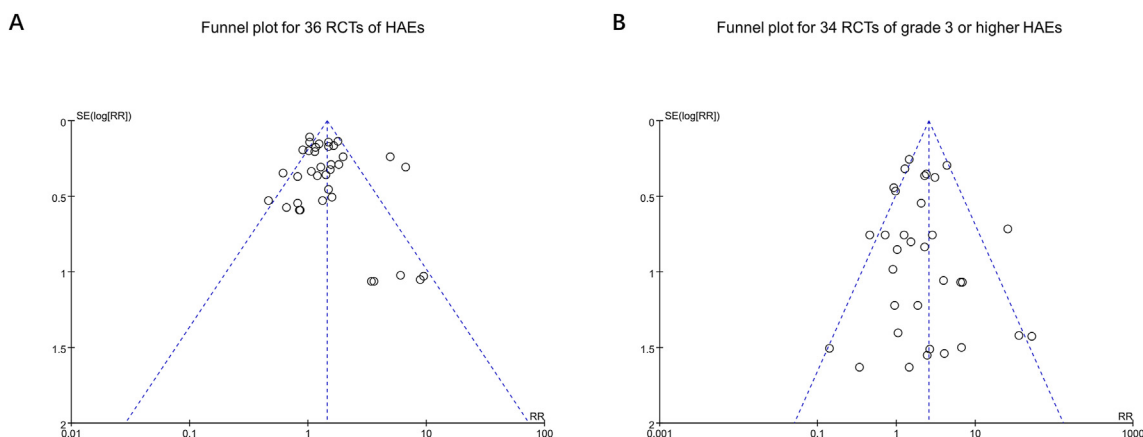 A
Funnel plot for 36 RCTs of HAEs
SE(log[RR])
0
0.5
1
1.5
2
RR
0.01
0.1
1
10
100
B
Funnel plot for 34 RCTs of grade 3 or higher HAEs
SE(log[RR])
0
0.5
1
1.5
2
RR
0.001
0.1
1
10
1000